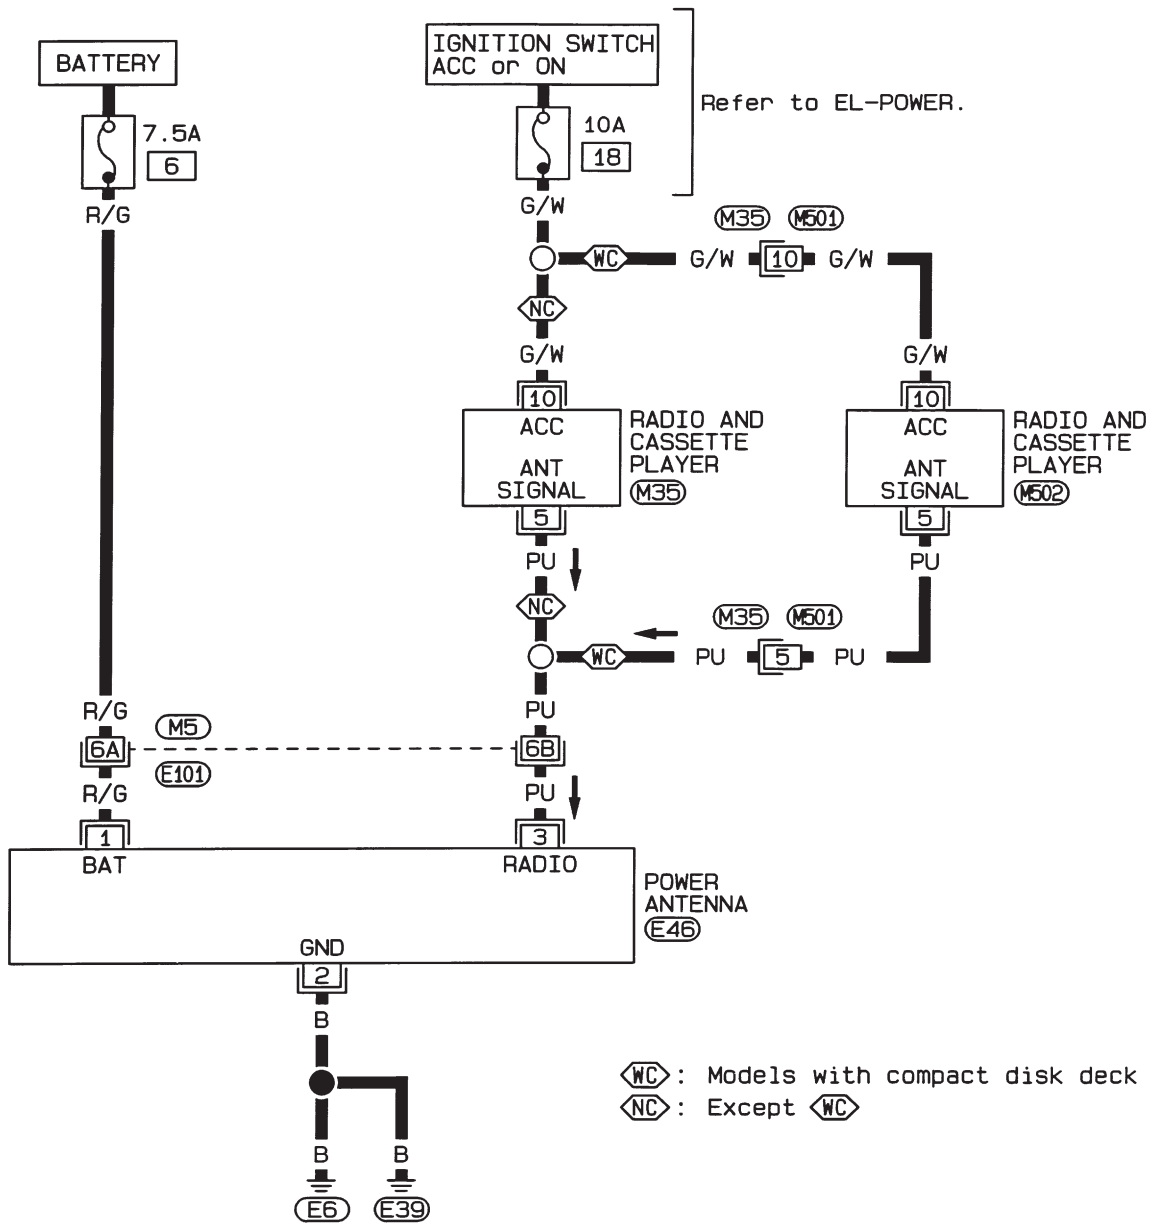 IGNITION SWITCH
ACC or ON
BATTERY
Refer to EL-POWER.
7.5A
6
10A
18
R/G
G/W
M35 M501
WC G/W 10 G/W
NC
G/W
G/W
10
10
ACC
ANT
SIGNAL
5
RADIO AND
CASSETTE
PLAYER
M35
ACC
ANT
SIGNAL
5
RADIO AND
CASSETTE
PLAYER
M502
PU
PU
NC
M35 M501
WC PU 5 PU
R/G
M5
PU
6A
6B
E101
R/G
PU
1
3
BAT
RADIO
POWER
ANTENNA
E46
GND
2
B
WC : Models with compact disk deck
NC : Except WC
B
B
E6
E39